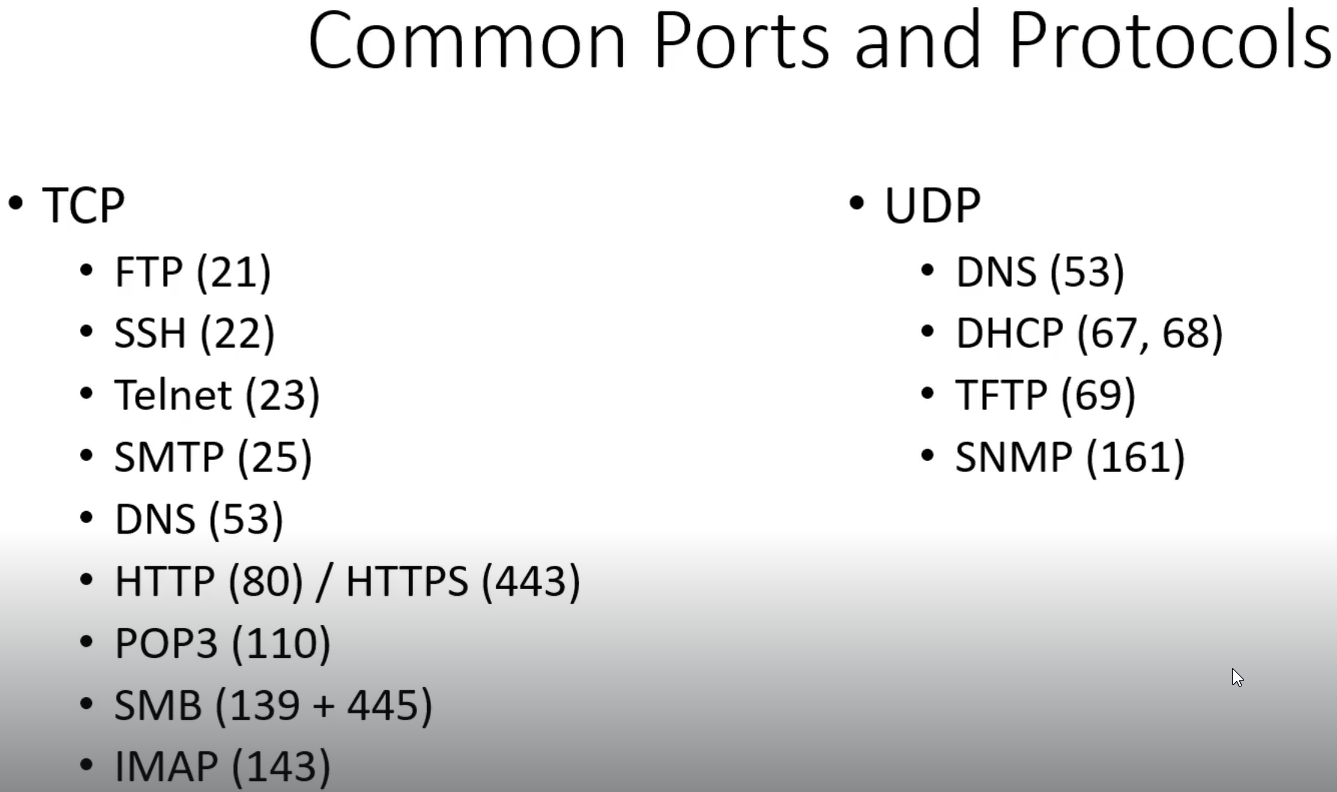 Common Ports and Protocols
• TCP
• FTP (21)
• SSH (22)
• Telnet (23)
• SMTP (25)
• DNS (53)
• HTTP (80) / HTTPS (443)
• POP3 (110)
• SMB (139 + 445)
• IMAP (143)
• UDP
• DNS (53)
• DHCP (67, 68)
• TFTP (69)
• SNMP (161)